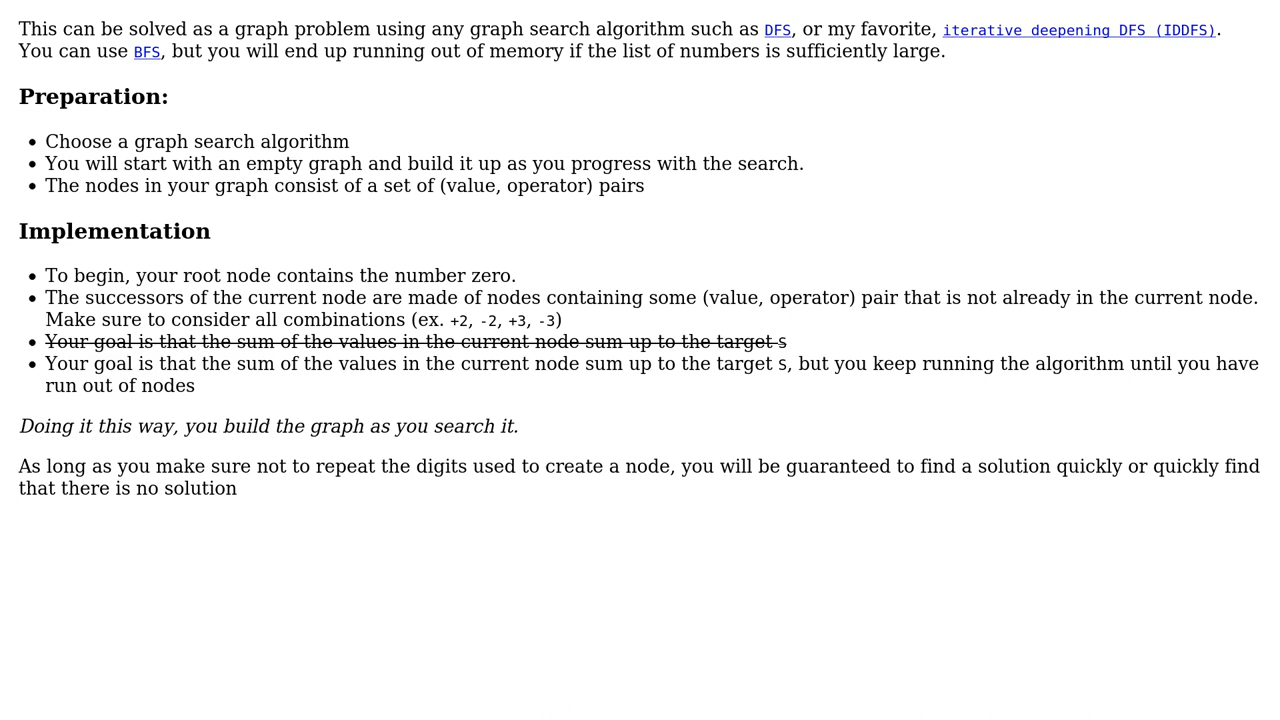 This can be solved as a graph problem using any graph search algorithm such as DFS, or my favorite, iterative deepening DFS (IDDFS).
You can use BFS, but you will end up running out of memory if the list of numbers is sufficiently large.
Preparation:
• Choose a graph search algorithm
• You will start with an empty graph and build it up as you progress with the search.
• The nodes in your graph consist of a set of (value, operator) pairs
Implementation
• To begin, your root node contains the number zero.
• The successors of the current node are made of nodes containing some (value, operator) pair that is not already in the current node.
Make sure to consider all combinations (ex. +2, -2, +3, -3)
• Your goal is that the sum of the values in the current node sum up to the target S
• Your goal is that the sum of the values in the current node sum up to the target S, but you keep running the algorithm until you have
run out of nodes
Doing it this way, you build the graph as you search it.
As long as you make sure not to repeat the digits used to create a node, you will be guaranteed to find a solution quickly or quickly find
that there is no solution